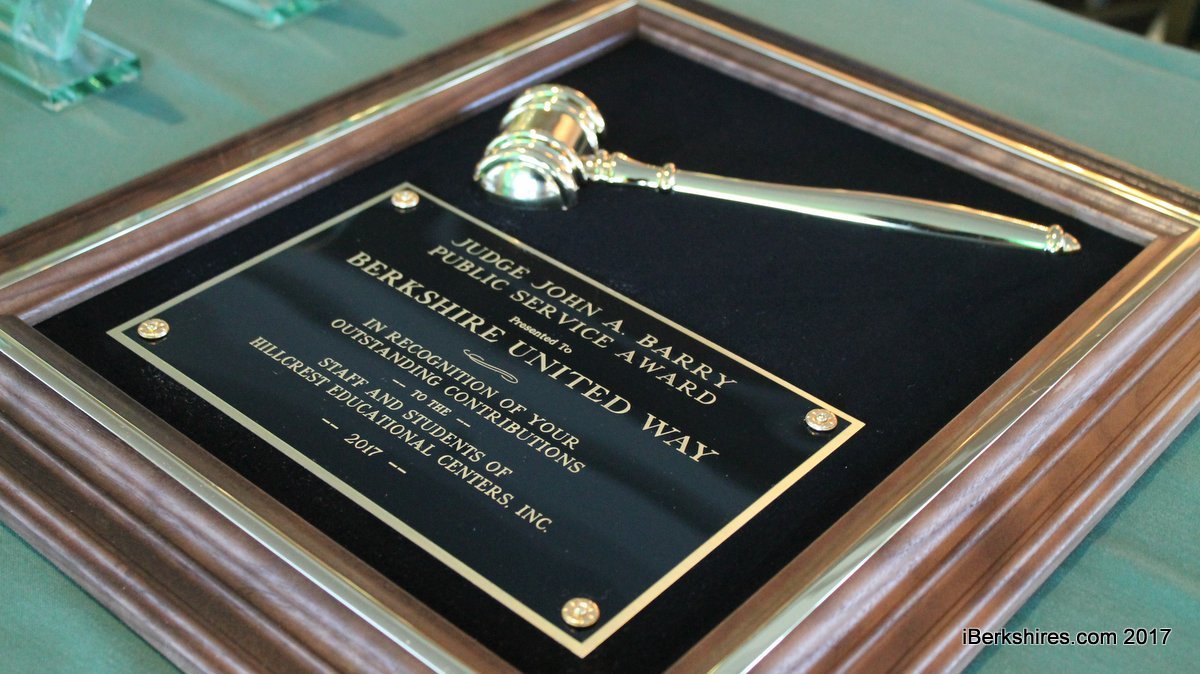 JUDGE JOHN A. BARRY
PUBLIC SERVICE AWARD
Presented To
BERKSHIRE UNITED WAY
IN RECOGNITION OF YOUR
OUTSTANDING CONTRIBUTIONS
— TO THE —
STAFF AND STUDENTS OF
HILLCREST EDUCATIONAL CENTERS, INC.
— 2017 —
iBerkshires.com 2017